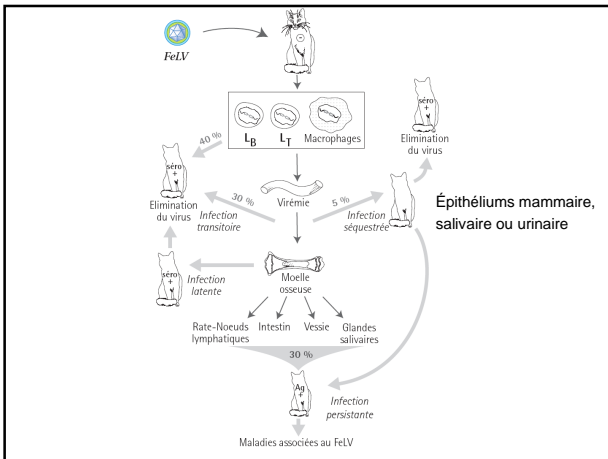 FeLV
L_B
L_T
Macrophages
séro
+
Elimination
du virus
40 %
séro
+
Elimination
du virus
30 %
Infection
transitoire
Virémie
5 %
Infection
séquestrée
Épithéliums mammaire,
salivaire ou urinaire
séro
+
Infection
latente
Moelle
osseuse
Rate-Noeuds
lymphatiques
Intestin
Vessie
Glandes
salivaires
30 %
Ag
+
Infection
persistante
Maladies associées au FeLV